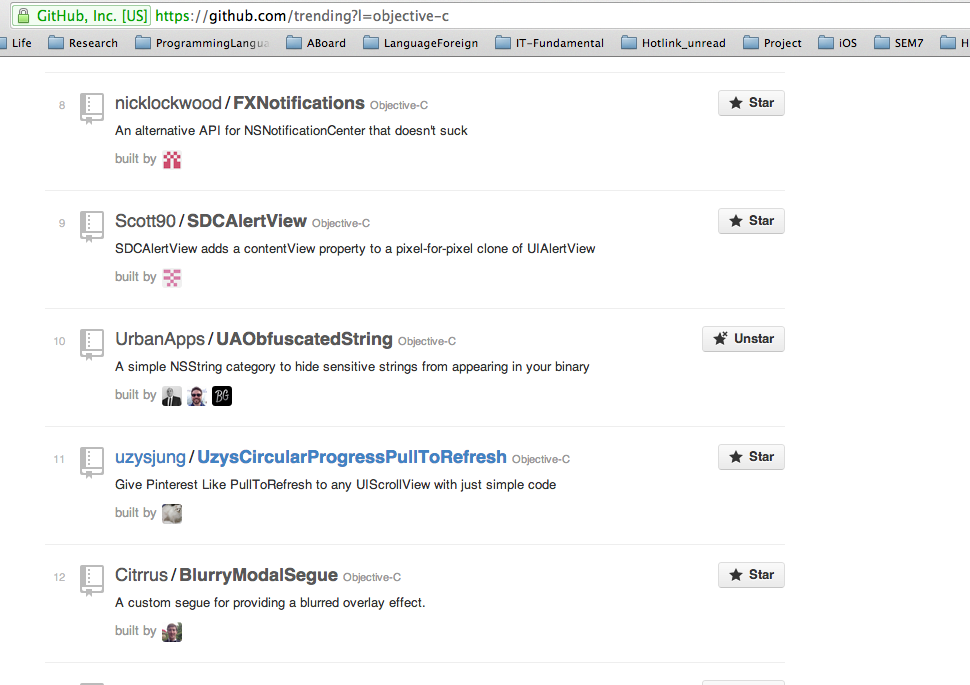 GitHub, Inc. [US] https://github.com/trending?l=objective-c
Life Research ProgrammingLangua ABoard LanguageForeign IT-Fundamental Hotlink_unread Project iOS SEM7 H
8 nicklockwood / FXNotifications Objective-C Star
An alternative API for NSNotificationCenter that doesn't suck
built by
9 Scott90 / SDCAlertView Objective-C Star
SDCAlertView adds a contentView property to a pixel-for-pixel clone of UIAlertView
built by
10 UrbanApps / UAObfuscatedString Objective-C Unstar
A simple NSString category to hide sensitive strings from appearing in your binary
built by BG
11 uzysjung / UzysCircularProgressPullToRefresh Objective-C Star
Give Pinterest Like PullToRefresh to any UIScrollView with just simple code
built by
12 Citrrus / BlurryModalSegue Objective-C Star
A custom segue for providing a blurred overlay effect.
built by